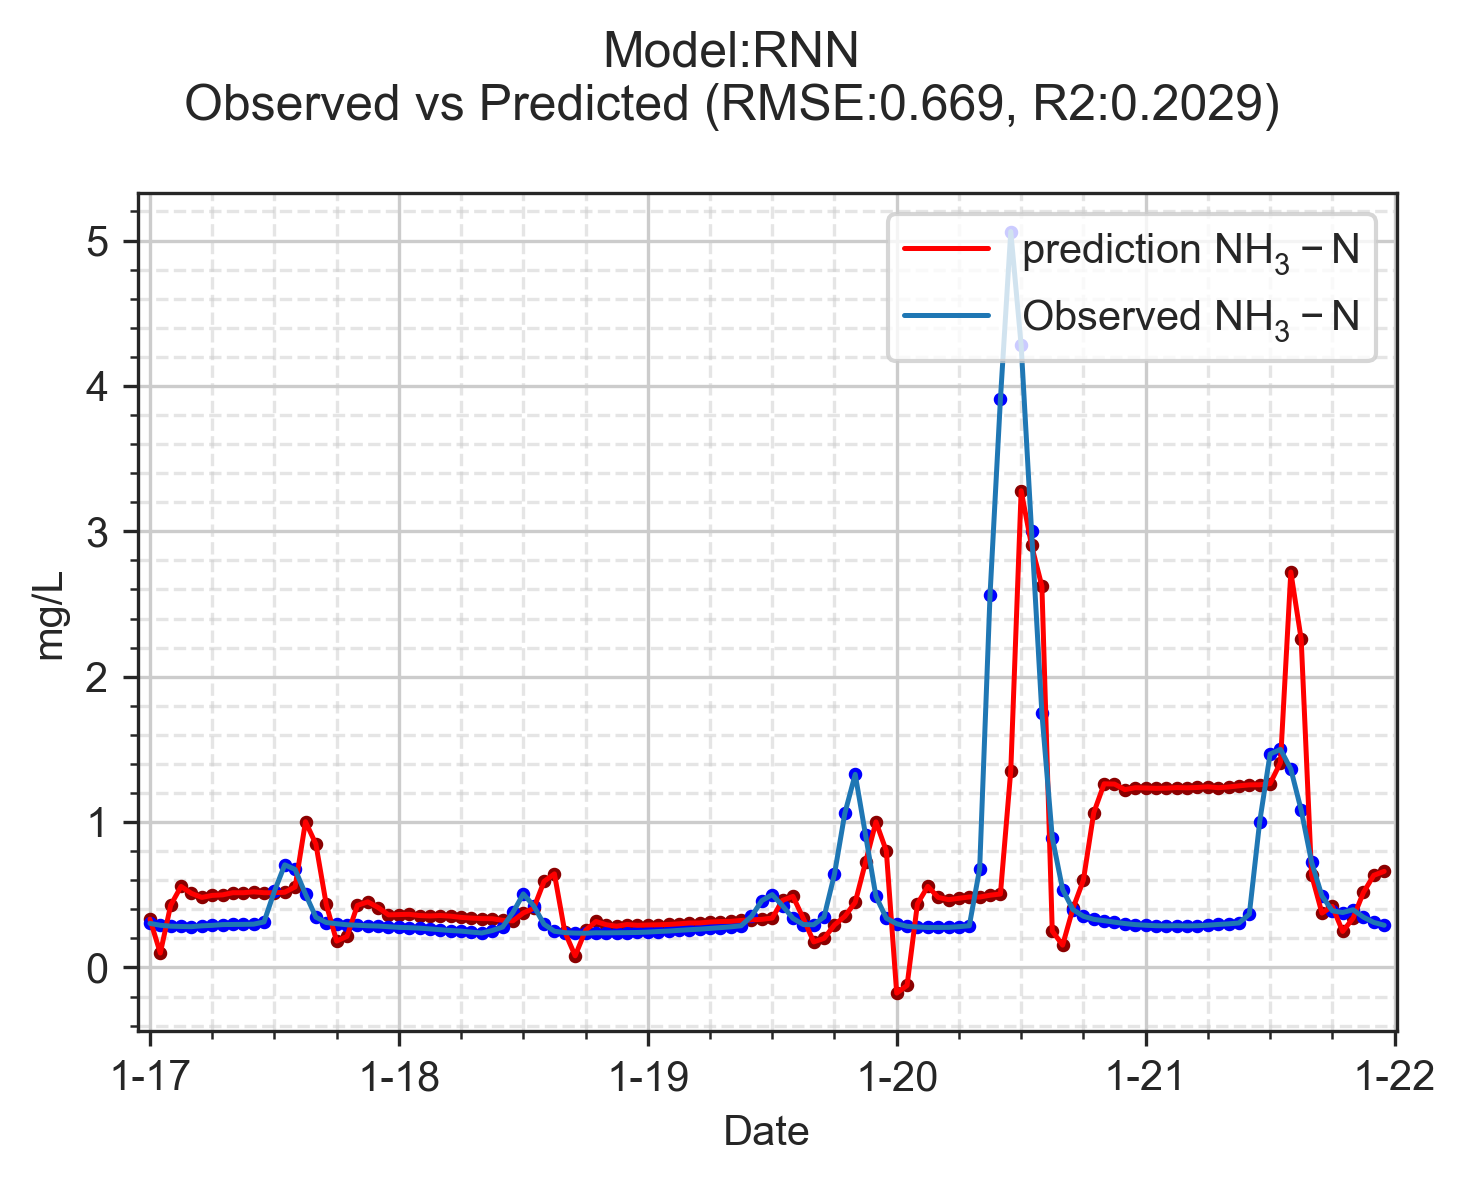 Model:RNN
Observed vs Predicted (RMSE:0.669, R2:0.2029)
prediction NH₃ − N
Observed NH₃ − N
5
4
3
2
1
0
mg/L
1-17 1-18 1-19 1-20 1-21 1-22
Date